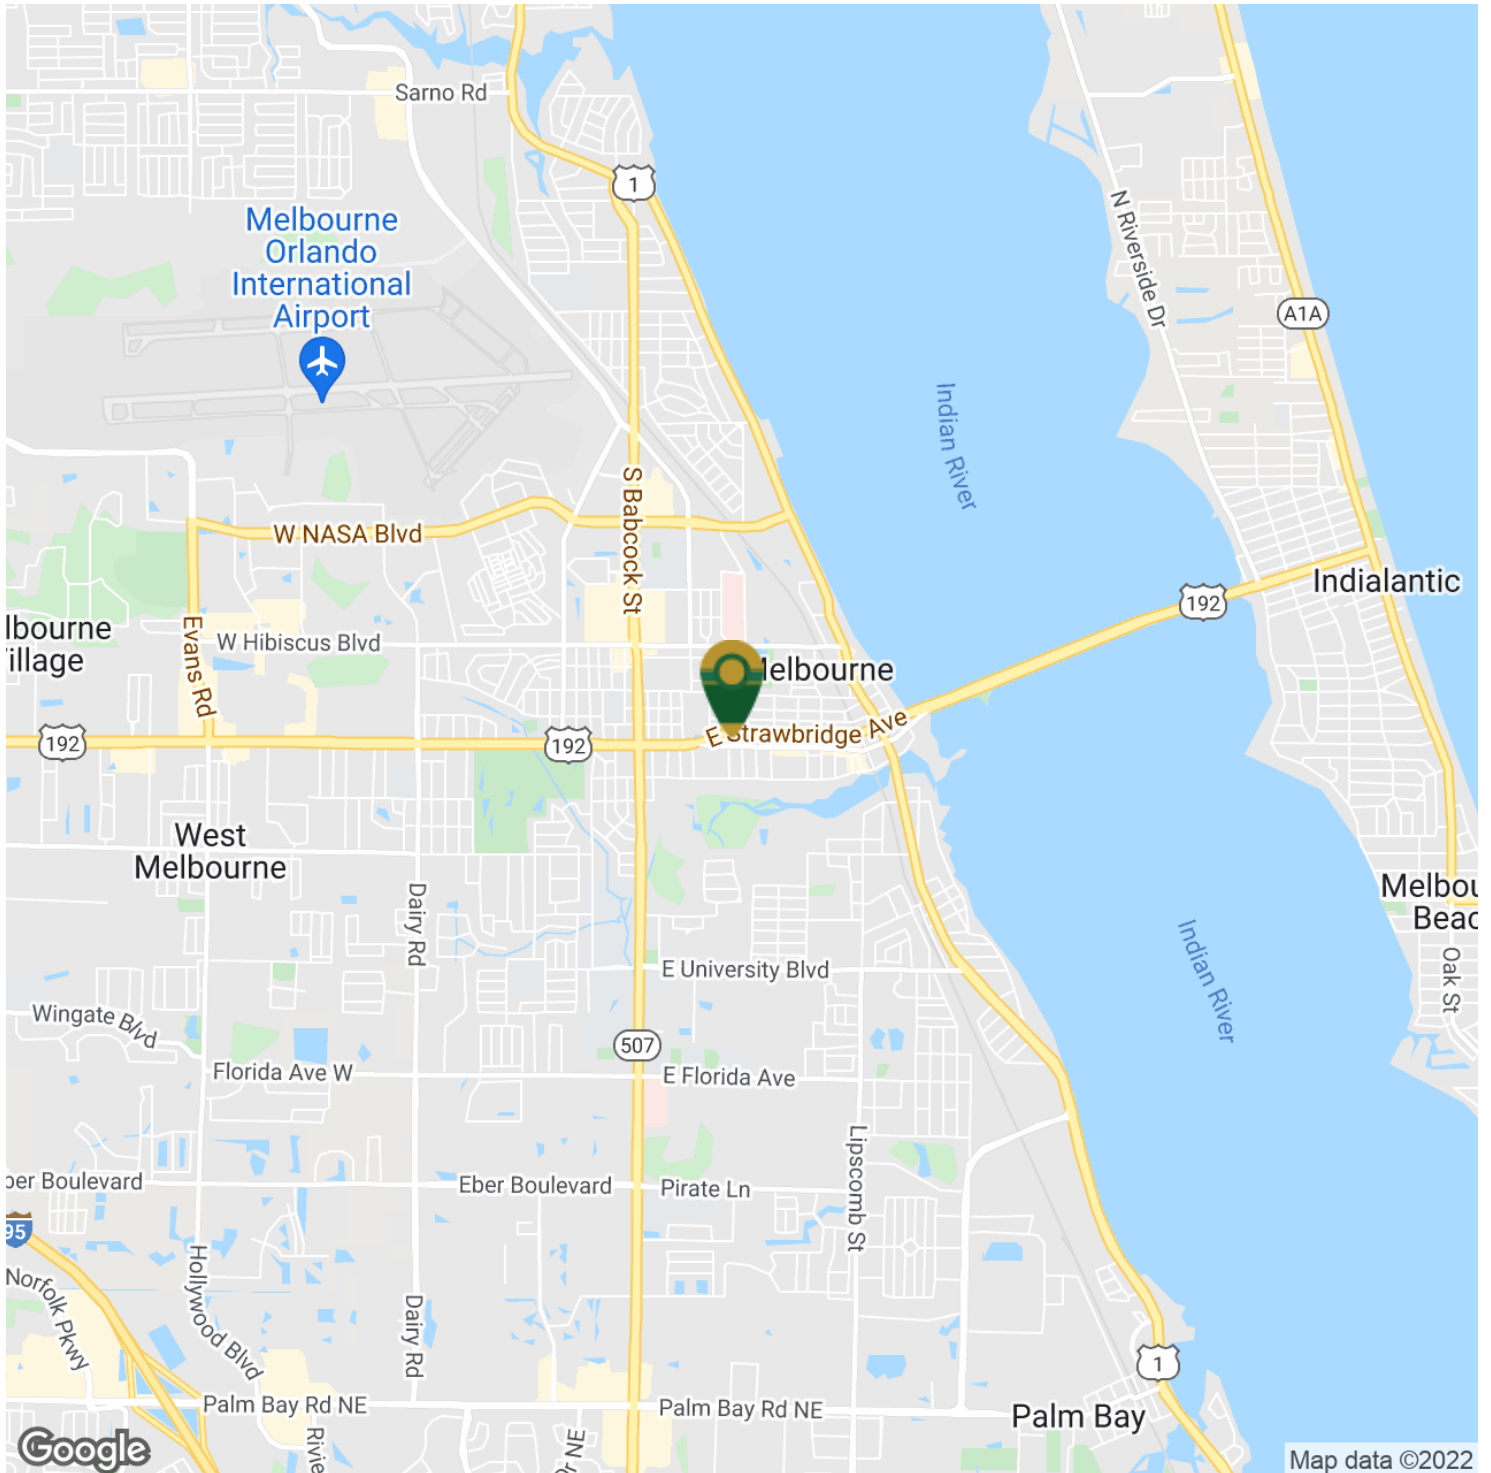 Sarno Rd
1
Melbourne
Orlando
International
Airport
N Riverside Dr
A1A
Indian River
S Babcock St
W NASA Blvd
Indialantic
192
lbourne
illage
Evans Rd
W Hibiscus Blvd
Melbourne
E Strawbridge Ave
192
192
West
Melbourne
Dairy Rd
Melbou
Beac
Indian River
Oak St
E University Blvd
Wingate Blvd
507
Florida Ave W
E Florida Ave
Lipscomb St
ber Boulevard
Eber Boulevard
Pirate Ln
95
Norfolk Pkwy
Hollywood Blvd
Dairy Rd
1
Palm Bay Rd NE
Palm Bay Rd NE
Palm Bay
Rivie
r NE
Google
Map data ©2022